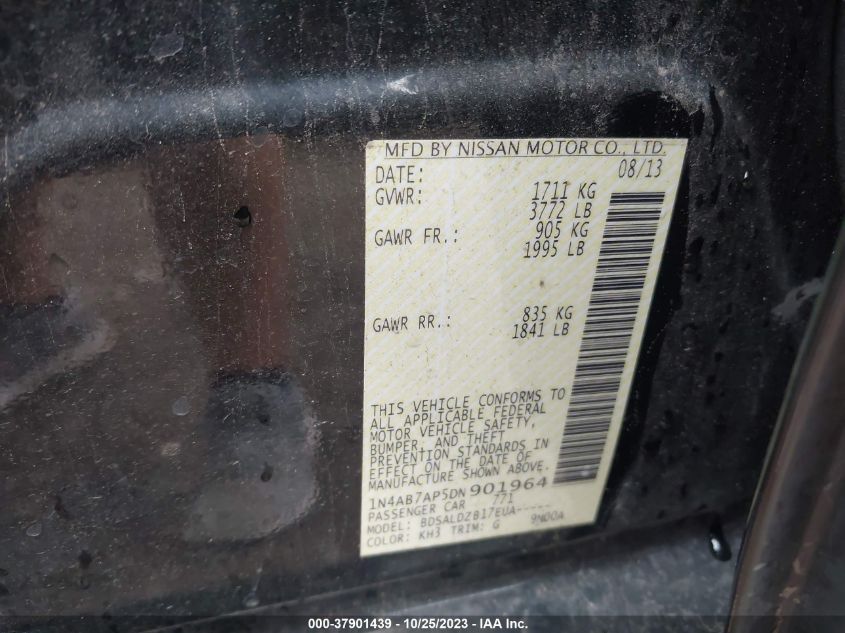 MFD BY NISSAN MOTOR CO., LTD.
DATE: 08/13
GVWR: 1711 KG
3772 LB
GAWR FR.: 905 KG
1995 LB
GAWR RR.: 835 KG
1841 LB
THIS VEHICLE CONFORMS TO
ALL APPLICABLE FEDERAL
MOTOR VEHICLE SAFETY,
BUMPER, AND THEFT
PREVENTION STANDARDS IN
EFFECT ON THE DATE OF
MANUFACTURE SHOWN ABOVE.
1N4AB7AP5DN901964
PASSENGER CAR 771
MODEL: BDSALDZB17EUA-----
COLOR: KH3 TRIM: G 9N00A
000-37901439 - 10/25/2023 - IAA Inc.